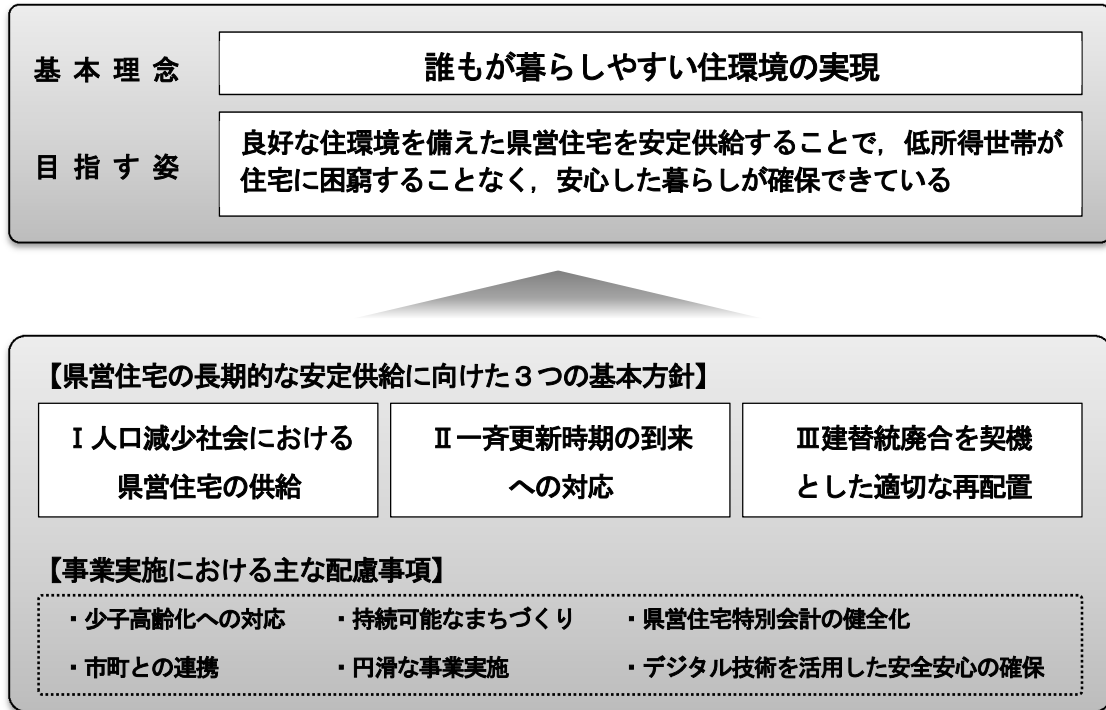 基本理念
誰もが暮らしやすい住環境の実現
目指す姿
良好な住環境を備えた県営住宅を安定供給することで，低所得世帯が
住宅に困窮することなく，安心した暮らしが確保できている
【県営住宅の長期的な安定供給に向けた３つの基本方針】
Ⅰ人口減少社会における
県営住宅の供給
Ⅱ一斉更新時期の到来
への対応
Ⅲ建替統廃合を契機
とした適切な再配置
【事業実施における主な配慮事項】
・少子高齢化への対応 ・持続可能なまちづくり ・県営住宅特別会計の健全化
・市町との連携 ・円滑な事業実施 ・デジタル技術を活用した安全安心の確保